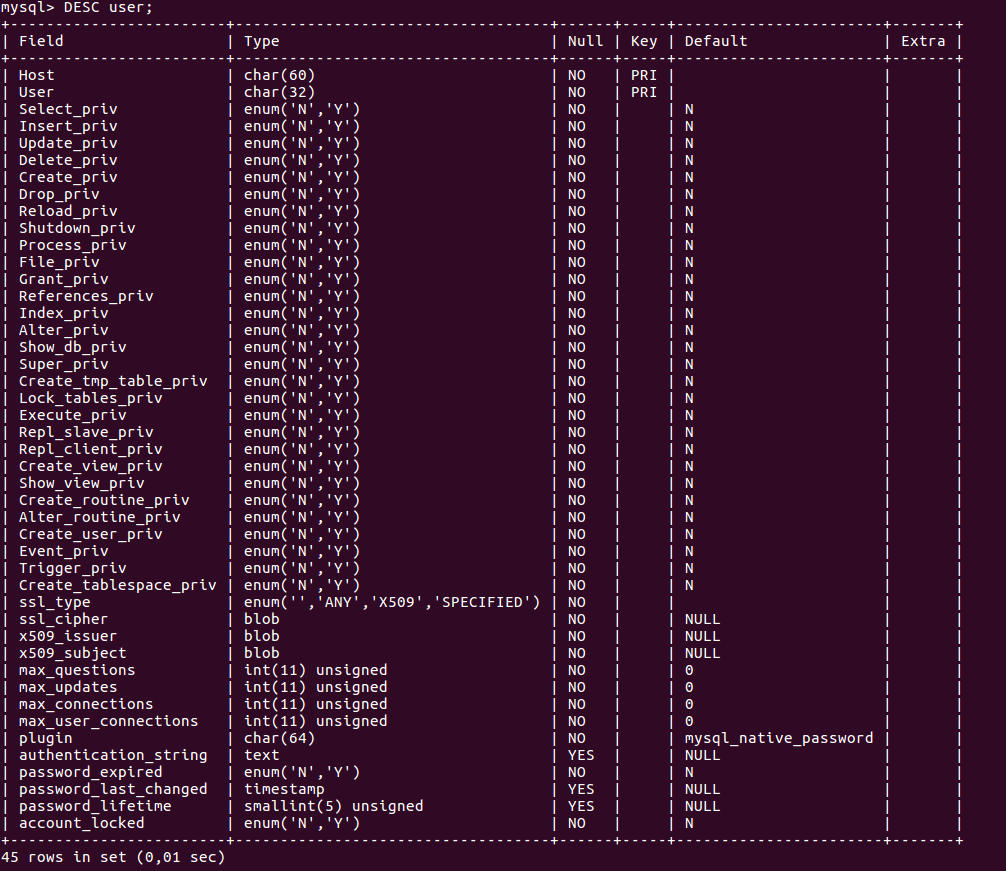 mysql> DESC user;
+------------------------+-----------------------------------+------+-----+-----------------------+-------+
| Field                  | Type                              | Null | Key | Default               | Extra |
+------------------------+-----------------------------------+------+-----+-----------------------+-------+
| Host                   | char(60)                          | NO   | PRI |                       |       |
| User                   | char(32)                          | NO   | PRI |                       |       |
| Select_priv            | enum('N','Y')                     | NO   |     | N                     |       |
| Insert_priv            | enum('N','Y')                     | NO   |     | N                     |       |
| Update_priv            | enum('N','Y')                     | NO   |     | N                     |       |
| Delete_priv            | enum('N','Y')                     | NO   |     | N                     |       |
| Create_priv            | enum('N','Y')                     | NO   |     | N                     |       |
| Drop_priv              | enum('N','Y')                     | NO   |     | N                     |       |
| Reload_priv            | enum('N','Y')                     | NO   |     | N                     |       |
| Shutdown_priv          | enum('N','Y')                     | NO   |     | N                     |       |
| Process_priv           | enum('N','Y')                     | NO   |     | N                     |       |
| File_priv              | enum('N','Y')                     | NO   |     | N                     |       |
| Grant_priv             | enum('N','Y')                     | NO   |     | N                     |       |
| References_priv        | enum('N','Y')                     | NO   |     | N                     |       |
| Index_priv             | enum('N','Y')                     | NO   |     | N                     |       |
| Alter_priv             | enum('N','Y')                     | NO   |     | N                     |       |
| Show_db_priv           | enum('N','Y')                     | NO   |     | N                     |       |
| Super_priv             | enum('N','Y')                     | NO   |     | N                     |       |
| Create_tmp_table_priv  | enum('N','Y')                     | NO   |     | N                     |       |
| Lock_tables_priv       | enum('N','Y')                     | NO   |     | N                     |       |
| Execute_priv           | enum('N','Y')                     | NO   |     | N                     |       |
| Repl_slave_priv        | enum('N','Y')                     | NO   |     | N                     |       |
| Repl_client_priv       | enum('N','Y')                     | NO   |     | N                     |       |
| Create_view_priv       | enum('N','Y')                     | NO   |     | N                     |       |
| Show_view_priv         | enum('N','Y')                     | NO   |     | N                     |       |
| Create_routine_priv    | enum('N','Y')                     | NO   |     | N                     |       |
| Alter_routine_priv     | enum('N','Y')                     | NO   |     | N                     |       |
| Create_user_priv       | enum('N','Y')                     | NO   |     | N                     |       |
| Event_priv             | enum('N','Y')                     | NO   |     | N                     |       |
| Trigger_priv           | enum('N','Y')                     | NO   |     | N                     |       |
| Create_tablespace_priv | enum('N','Y')                     | NO   |     | N                     |       |
| ssl_type               | enum('','ANY','X509','SPECIFIED') | NO   |     |                       |       |
| ssl_cipher             | blob                              | NO   |     | NULL                  |       |
| x509_issuer            | blob                              | NO   |     | NULL                  |       |
| x509_subject           | blob                              | NO   |     | NULL                  |       |
| max_questions          | int(11) unsigned                  | NO   |     | 0                     |       |
| max_updates            | int(11) unsigned                  | NO   |     | 0                     |       |
| max_connections        | int(11) unsigned                  | NO   |     | 0                     |       |
| max_user_connections   | int(11) unsigned                  | NO   |     | 0                     |       |
| plugin                 | char(64)                          | NO   |     | mysql_native_password |       |
| authentication_string  | text                              | YES  |     | NULL                  |       |
| password_expired       | enum('N','Y')                     | NO   |     | N                     |       |
| password_last_changed  | timestamp                         | YES  |     | NULL                  |       |
| password_lifetime      | smallint(5) unsigned              | YES  |     | NULL                  |       |
| account_locked         | enum('N','Y')                     | NO   |     | N                     |       |
+------------------------+-----------------------------------+------+-----+-----------------------+-------+
45 rows in set (0,01 sec)